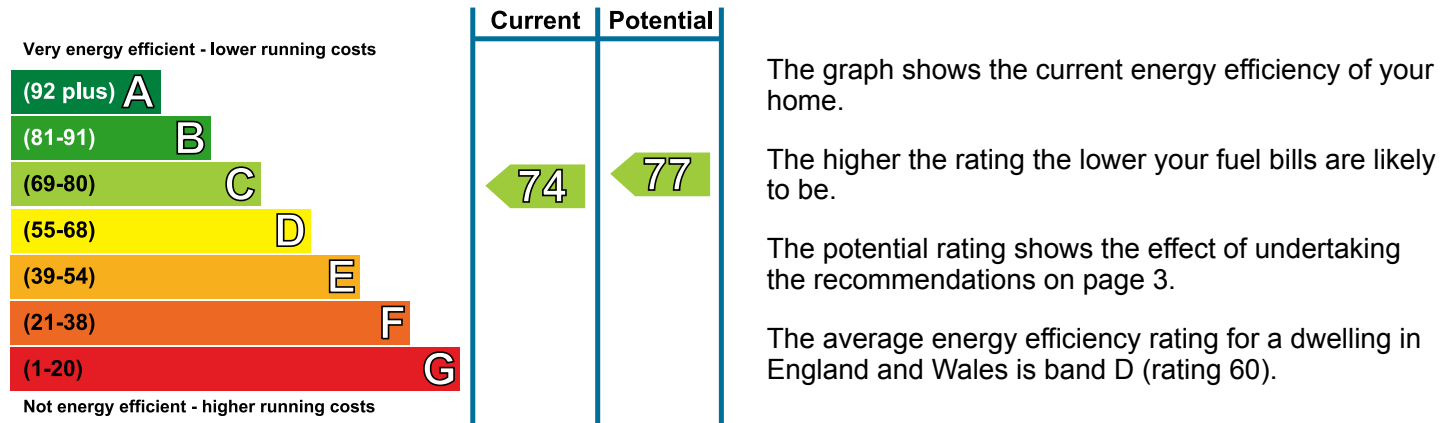 Current Potential
Very energy efficient - lower running costs
(92 plus) A
(81-91) B
(69-80) C
(55-68) D
(39-54) E
(21-38) F
(1-20) G
Not energy efficient - higher running costs
74
77
The graph shows the current energy efficiency of your
home.
The higher the rating the lower your fuel bills are likely
to be.
The potential rating shows the effect of undertaking
the recommendations on page 3.
The average energy efficiency rating for a dwelling in
England and Wales is band D (rating 60).